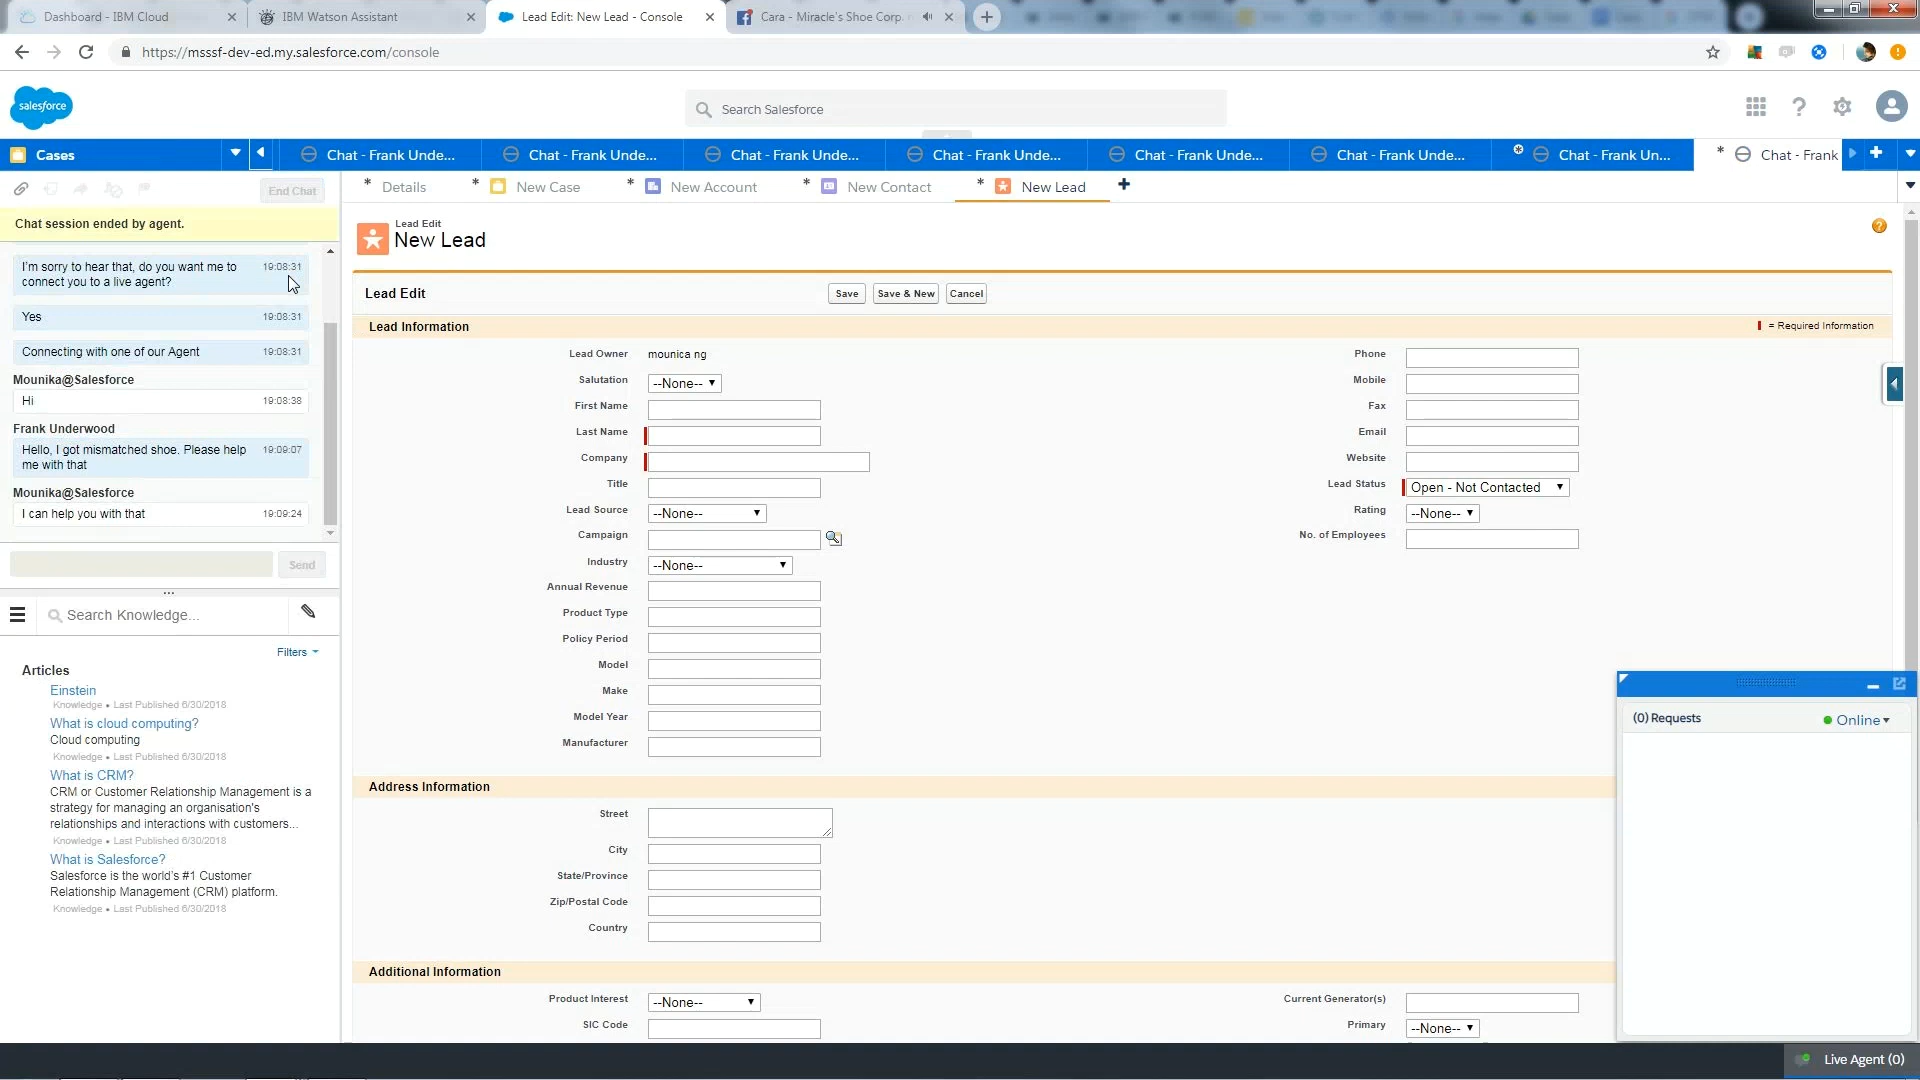 Dashboard - IBM Cloud
IBM Watson Assistant
Lead Edit: New Lead - Console
Cara - Miracle's Shoe Corp.
https://msssf-dev-ed.my.salesforce.com/console
salesforce
Search Salesforce
Cases
Chat - Frank Unde...
Chat - Frank Unde...
Chat - Frank Unde...
Chat - Frank Unde...
Chat - Frank Unde...
Chat - Frank Unde...
Chat - Frank Un...
* Chat - Frank
End Chat
* Details
* New Case
* New Account
* New Contact
* New Lead
Chat session ended by agent.
I'm sorry to hear that, do you want me to 19:08:31
connect you to a live agent?
Yes 19:08:31
Connecting with one of our Agent 19:08:31
Mounika@Salesforce
Hi 19:08:38
Frank Underwood
Hello, I got mismatched shoe. Please help 19:09:07
me with that
Mounika@Salesforce
I can help you with that 19:09:24
Send
Search Knowledge...
Filters
Articles
Einstein
Knowledge • Last Published 6/30/2018
What is cloud computing?
Cloud computing
Knowledge • Last Published 6/30/2018
What is CRM?
CRM or Customer Relationship Management is a
strategy for managing an organisation's
relationships and interactions with customers...
Knowledge • Last Published 6/30/2018
What is Salesforce?
Salesforce is the world's #1 Customer
Relationship Management (CRM) platform.
Knowledge • Last Published 6/30/2018
Lead Edit
New Lead
Lead Edit
Save
Save & New
Cancel
Lead Information
= Required Information
Lead Owner mounica ng
Salutation --None--
First Name
Last Name
Company
Title
Lead Source --None--
Campaign
Industry --None--
Annual Revenue
Product Type
Policy Period
Model
Make
Model Year
Manufacturer
Phone
Mobile
Fax
Email
Website
Lead Status Open - Not Contacted
Rating --None--
No. of Employees
Address Information
Street
City
State/Province
Zip/Postal Code
Country
Additional Information
Product Interest --None--
SIC Code
Current Generator(s)
Primary --None--
(0) Requests
Online
Live Agent (0)